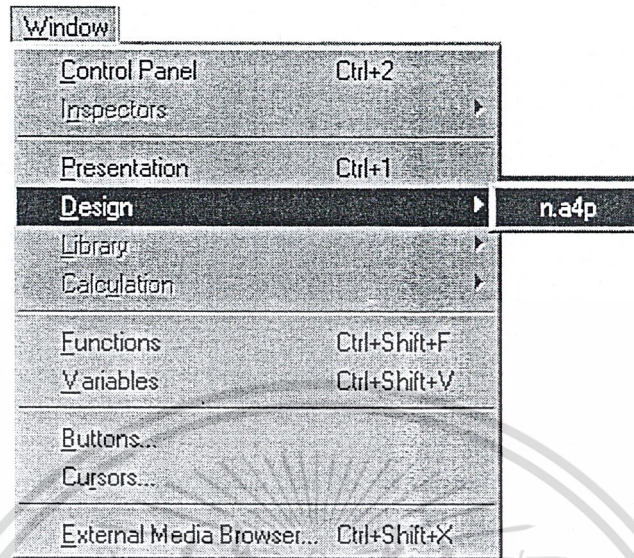 Window
Control Panel Ctrl+2
Inspectors
Presentation Ctrl+1
Design n.a4p
Library
Calculation
Functions Ctrl+Shift+F
Variables Ctrl+Shift+V
Buttons...
Cursors...
External Media Browser... Ctrl+Shift+X